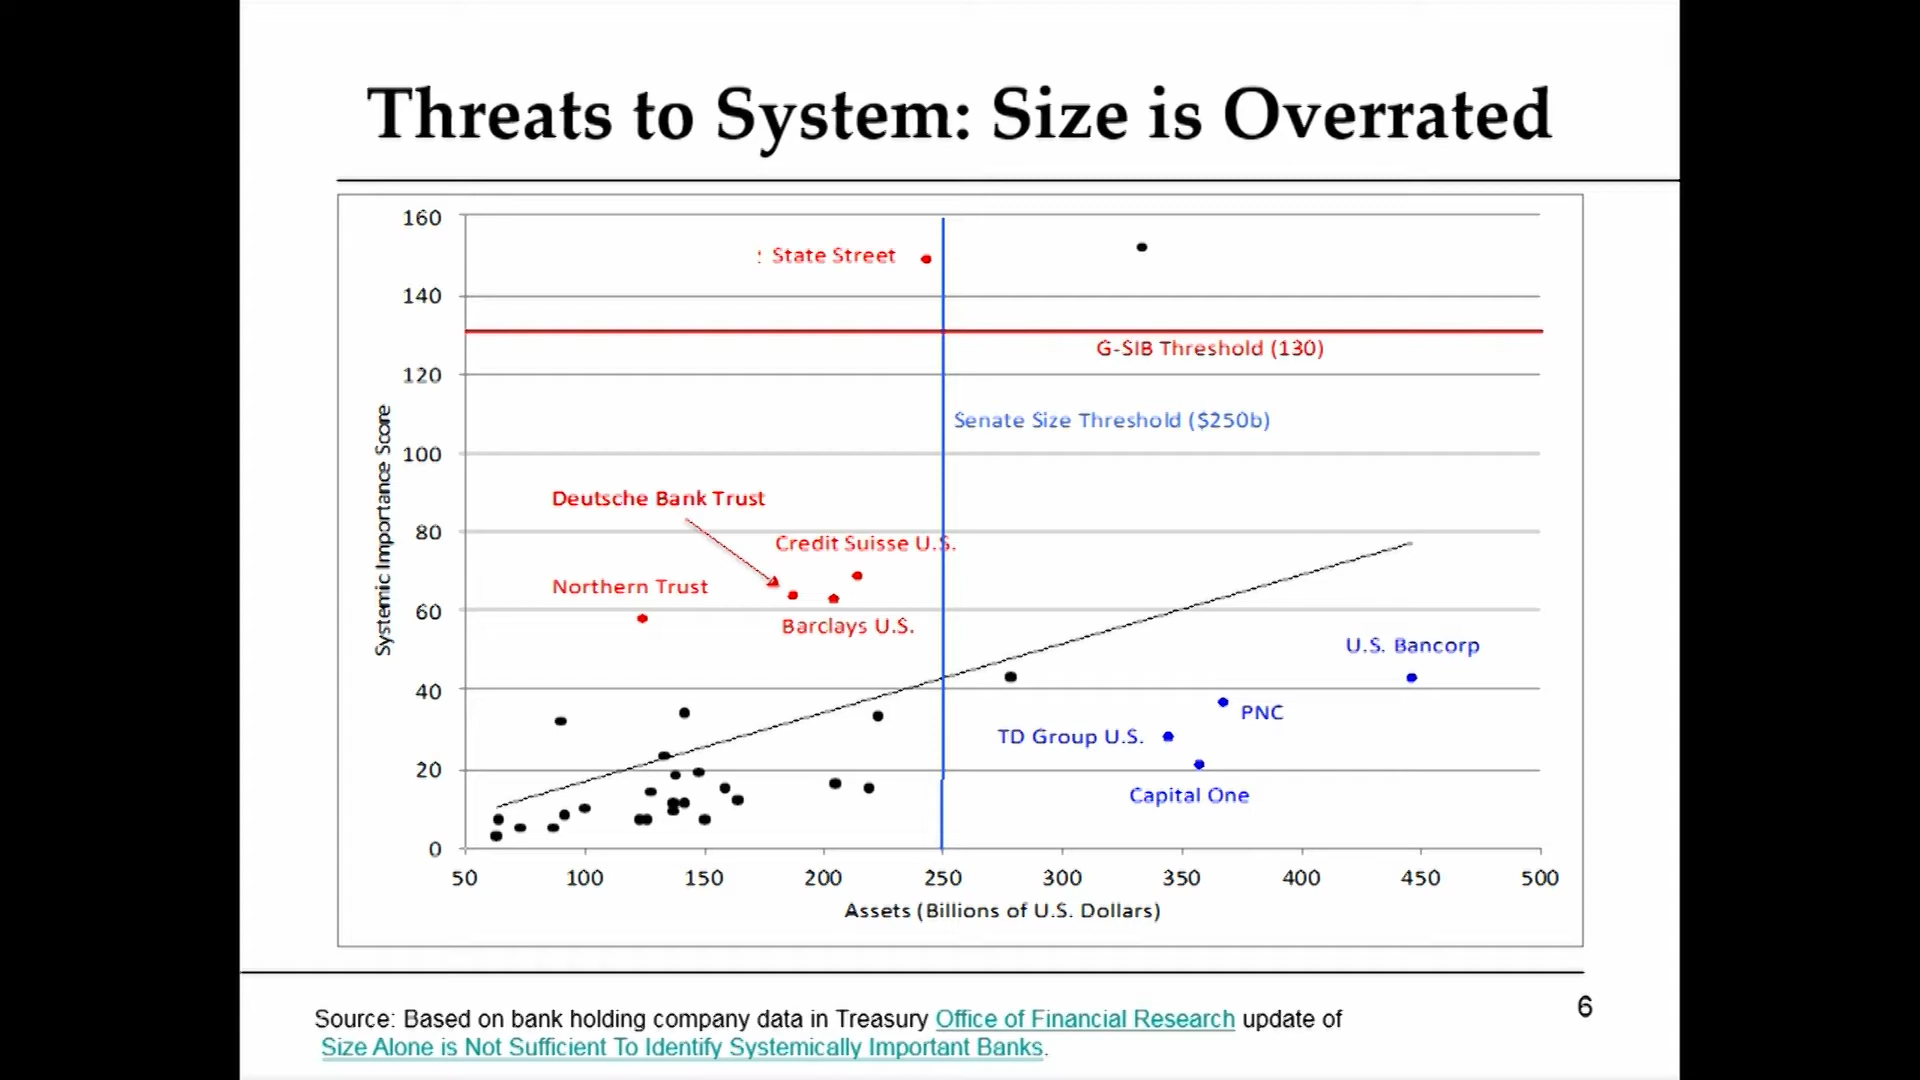 Threats to System: Size is Overrated
160
: State Street
140
G-SIB Threshold (130)
120
Senate Size Threshold ($250b)
100
Deutsche Bank Trust
80
Credit Suisse U.S.
Northern Trust
60
Barclays U.S.
U.S. Bancorp
40
PNC
TD Group U.S.
20
Capital One
0
Systemic Importance Score
50 100 150 200 250 300 350 400 450 500
Assets (Billions of U.S. Dollars)
6
Source: Based on bank holding company data in Treasury Office of Financial Research update of
Size Alone is Not Sufficient To Identify Systemically Important Banks.